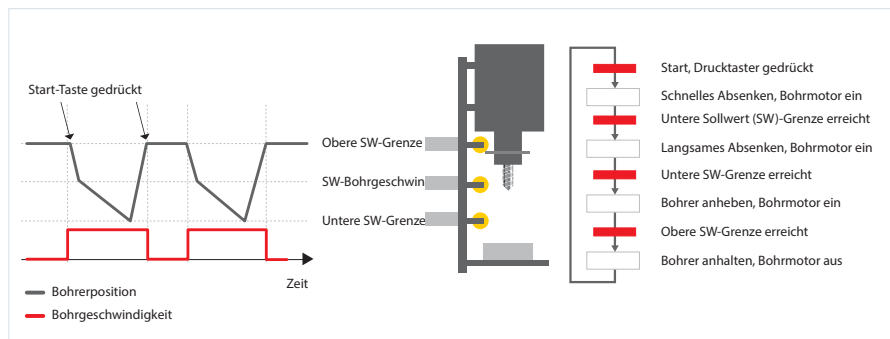 Start-Taste gedrückt
Zeit
Bohrerposition
Bohrgeschwindigkeit
Obere SW-Grenze
SW-Bohrgeschwin
Untere SW-Grenze
Start, Drucktaster gedrückt
Schnelles Absenken, Bohrmotor ein
Untere Sollwert (SW)-Grenze erreicht
Langsames Absenken, Bohrmotor ein
Untere SW-Grenze erreicht
Bohrer anheben, Bohrmotor ein
Obere SW-Grenze erreicht
Bohrer anhalten, Bohrmotor aus